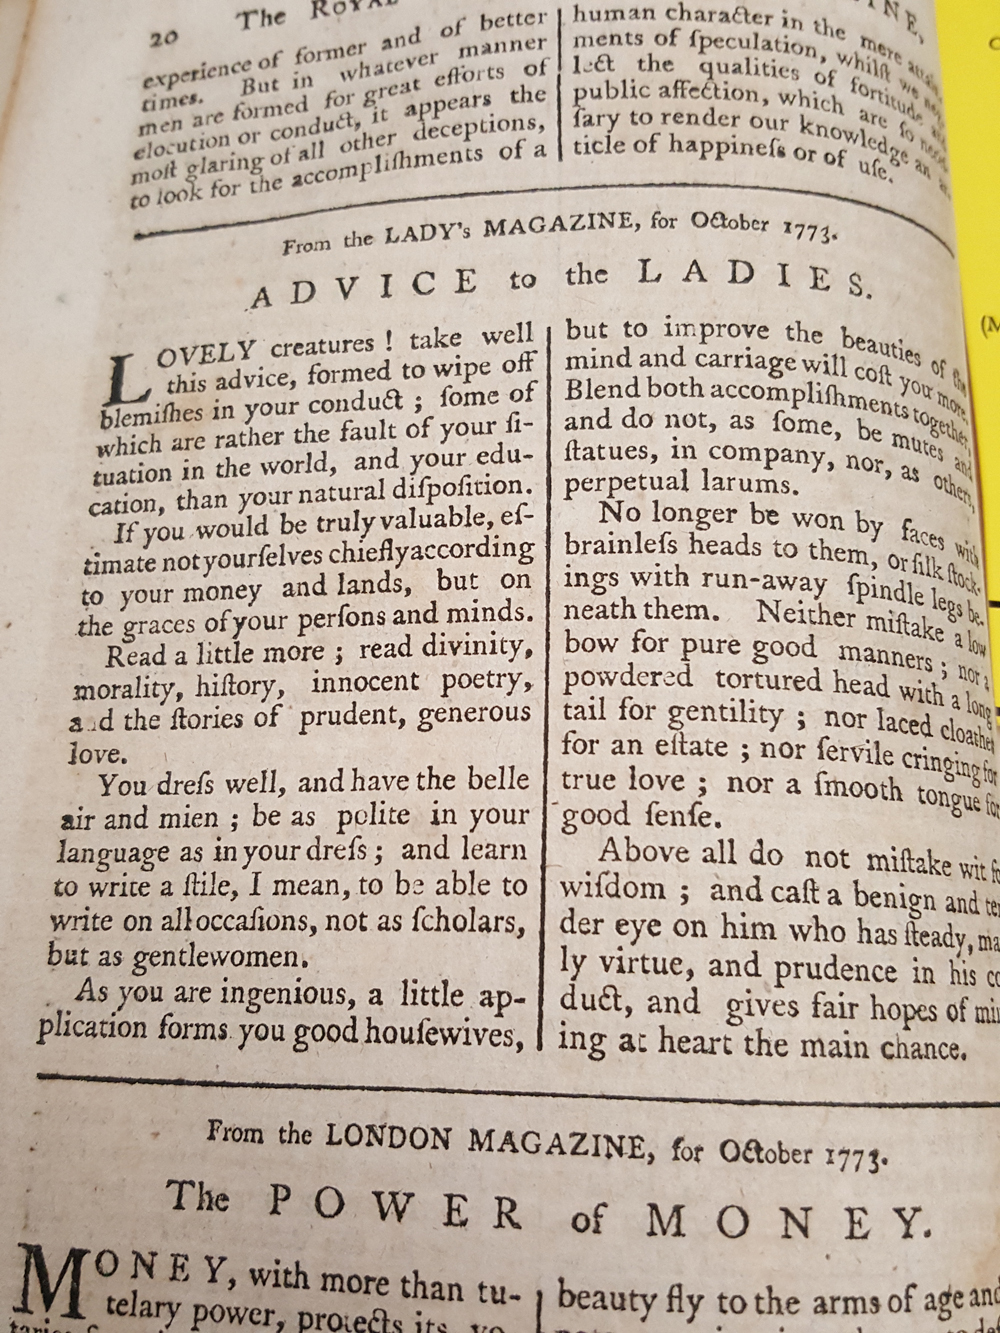 20 The ROYAL
experience of former and of better
times. But in whatever manner
men are formed for great efforts of
elocution or conduct, it appears the
moſt glaring of all other deceptions,
to look for the accompliſhments of a
human character in the mere
ments of ſpeculation, whilſt we
lect the qualities of fortitude,
public affection, which are ſo
ſary to render our knowledge an
ticle of happineſs or of uſe.
From the LADY's MAGAZINE, for October 1773.
ADVICE to the LADIES.
LOVELY creatures! take well
this advice, formed to wipe off
blemiſhes in your conduct; ſome of
which are rather the fault of your ſi-
tuation in the world, and your edu-
cation, than your natural diſpoſition.
If you would be truly valuable, eſ-
timate not yourſelves chiefly according
to your money and lands, but on
the graces of your perſons and minds.
Read a little more; read divinity,
morality, hiſtory, innocent poetry,
a d the ſtories of prudent, generous
love.
You dreſs well, and have the belle
air and mien; be as polite in your
language as in your dreſs; and learn
to write a ſtile, I mean, to be able to
write on all occaſions, not as ſcholars,
but as gentlewomen.
As you are ingenious, a little ap-
plication forms you good houſewives,
but to improve the beauties of the
mind and carriage will coſt you more.
Blend both accompliſhments together,
and do not, as ſome, be mutes and
ſtatues, in company, nor, as others,
perpetual larums.
No longer be won by faces with
brainleſs heads to them, or ſilk ſtock-
ings with run-away ſpindle legs be-
neath them. Neither miſtake a low
bow for pure good manners; nor a
powdered tortured head with a long
tail for gentility; nor laced cloathes
for an eſtate; nor ſervile cringing for
true love; nor a ſmooth tongue for
good ſenſe.
Above all do not miſtake wit fo
wiſdom; and caſt a benign and ten
der eye on him who has ſteady, ma
ly virtue, and prudence in his co
duct, and gives fair hopes of min
ing at heart the main chance.
From the LONDON MAGAZINE, for October 1773.
The POWER of MONEY.
MONEY, with more than tu-
telary power, protects its
beauty fly to the arms of age and